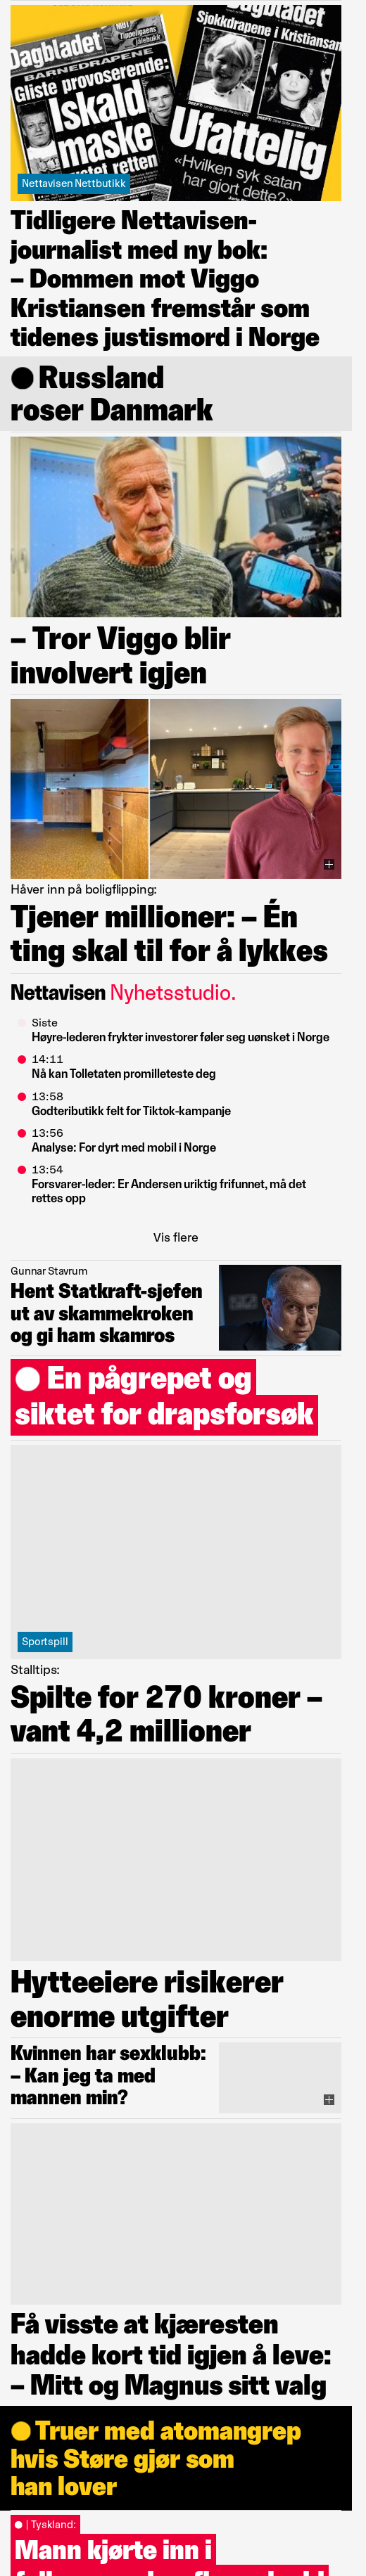 Dagbladet
BARNEDRAPENE
Gliste provoserende:
Iskald
maske
Dagbladet
Sjokkdrapene i Kristiansand
Ufattelig
«Hvilken syk satan
har gjort dette?»
Nettavisen Nettbutikk
Tidligere Nettavisen-
journalist med ny bok:
– Dommen mot Viggo
Kristiansen fremstår som
tidenes justismord i Norge
Russland
roser Danmark
– Tror Viggo blir
involvert igjen
Håver inn på boligflipping:
Tjener millioner: – Én
ting skal til for å lykkes
Nettavisen Nyhetsstudio.
Siste
Høyre-lederen frykter investorer føler seg uønsket i Norge
14:11
Nå kan Tolletaten promilleteste deg
13:58
Godteributikk felt for Tiktok-kampanje
13:56
Analyse: For dyrt med mobil i Norge
13:54
Forsvarer-leder: Er Andersen uriktig frifunnet, må det
rettes opp
Vis flere
Gunnar Stavrum
Hent Statkraft-sjefen
ut av skammekroken
og gi ham skamros
En pågrepet og
siktet for drapsforsøk
Sportspill
Stalltips:
Spilte for 270 kroner –
vant 4,2 millioner
Hytteeiere risikerer
enorme utgifter
Kvinnen har sexklubb:
– Kan jeg ta med
mannen min?
Få visste at kjæresten
hadde kort tid igjen å leve:
– Mitt og Magnus sitt valg
Truer med atomangrep
hvis Støre gjør som
han lover
| Tyskland:
Mann kjørte inn i